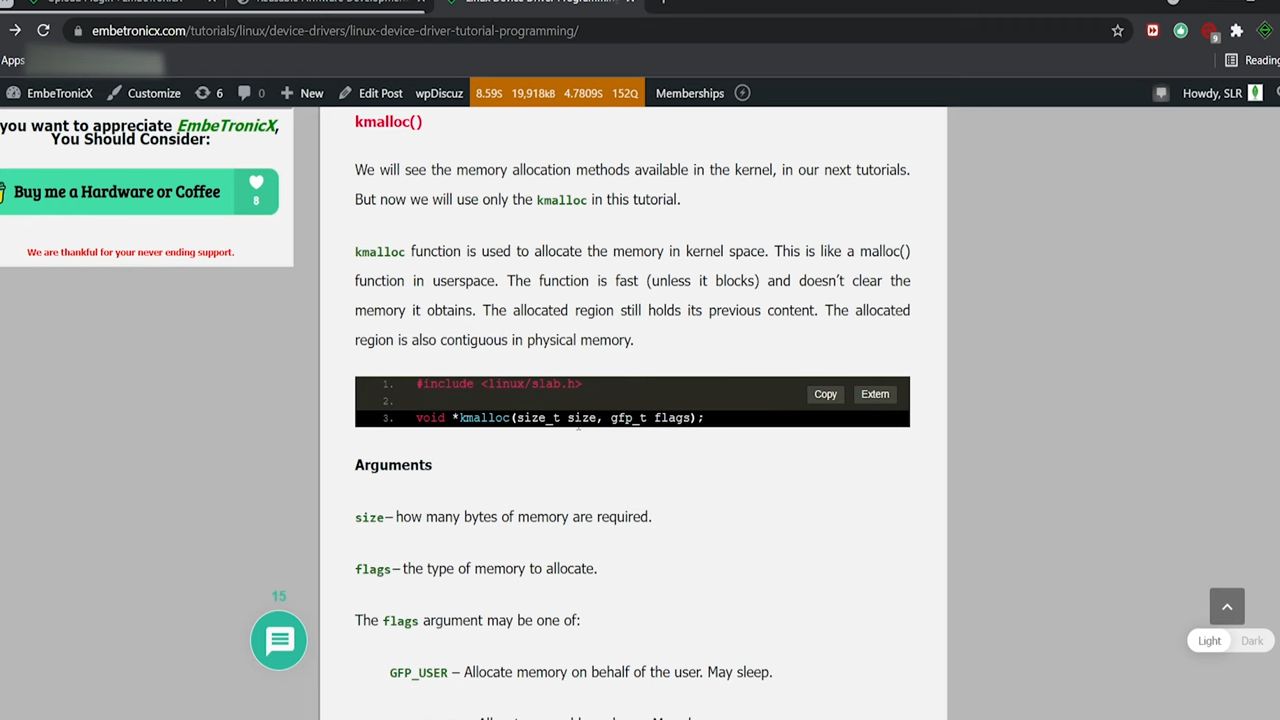 embetronicx.com/tutorials/linux/device-drivers/linux-device-driver-tutorial-programming/
9
Apps
Reading
EmbeTronicX Customize 6 0 New Edit Post wpDiscuz 8.59S 19,918kB 4.7809S 152Q Memberships Howdy, SLR
you want to appreciate EmbeTronicX,
You Should Consider:
Buy me a Hardware or Coffee
8
We are thankful for your never ending support.
kmalloc()
We will see the memory allocation methods available in the kernel, in our next tutorials.
But now we will use only the kmalloc in this tutorial.
kmalloc function is used to allocate the memory in kernel space. This is like a malloc()
function in userspace. The function is fast (unless it blocks) and doesn’t clear the
memory it obtains. The allocated region still holds its previous content. The allocated
region is also contiguous in physical memory.
1. #include <linux/slab.h>
Copy Extern
2.
3. void *kmalloc(size_t size, gfp_t flags);
Arguments
size– how many bytes of memory are required.
flags– the type of memory to allocate.
15
The flags argument may be one of:
Light Dark
GFP_USER – Allocate memory on behalf of the user. May sleep.